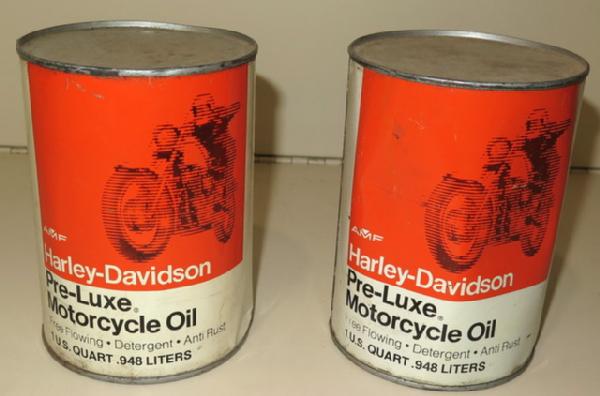 AMF
Harley-Davidson
Pre-Luxe®
Motorcycle Oil
Free Flowing • Detergent • Anti Rust
1 U.S. QUART .948 LITERS
AMF
Harley-Davidson
Pre-Luxe®
Motorcycle Oil
Free Flowing • Detergent • Anti Rust
1 U.S. QUART .948 LITERS